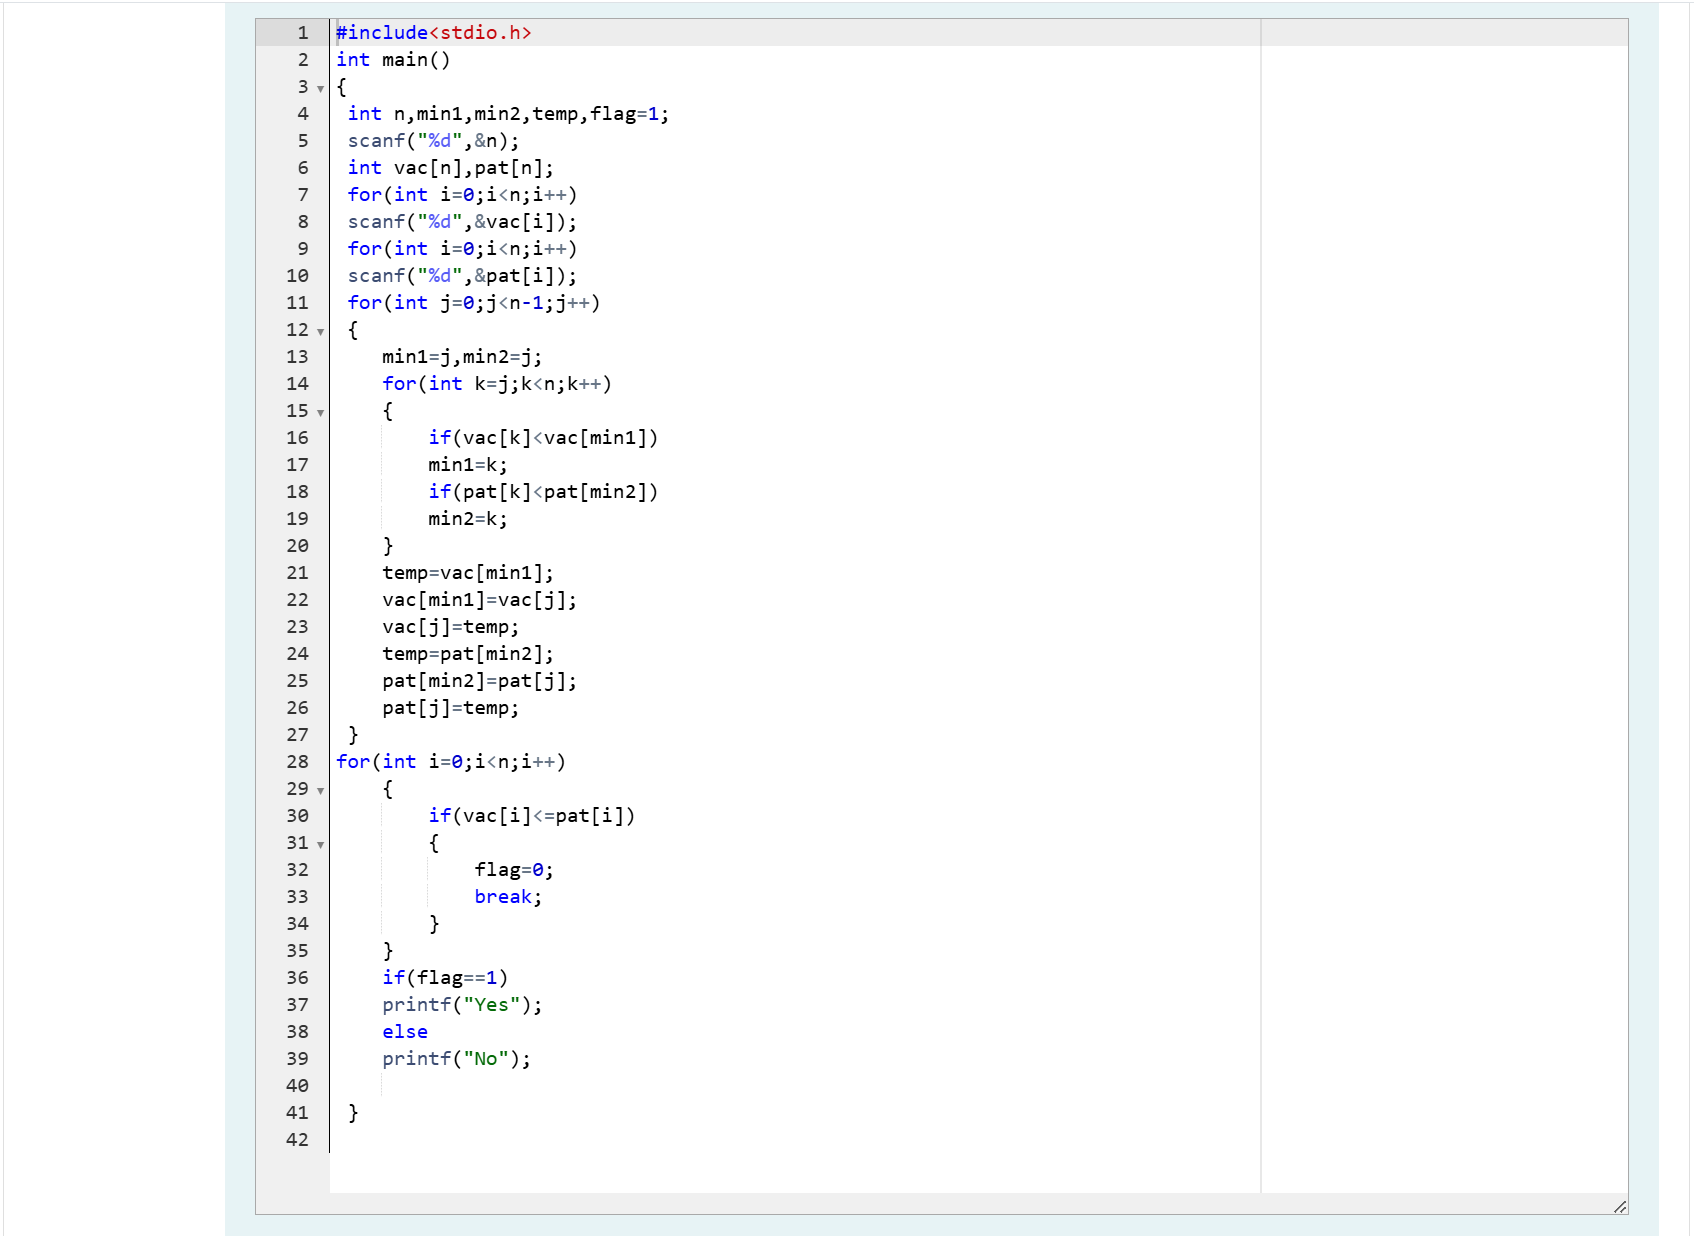 1 #include<stdio.h>
2 int main()
3 {
4 int n,min1,min2,temp,flag=1;
5 scanf("%d",&n);
6 int vac[n],pat[n];
7 for(int i=0;i<n;i++)
8 scanf("%d",&vac[i]);
9 for(int i=0;i<n;i++)
10 scanf("%d",&pat[i]);
11 for(int j=0;j<n-1;j++)
12 {
13 min1=j,min2=j;
14 for(int k=j;k<n;k++)
15 {
16 if(vac[k]<vac[min1])
17 min1=k;
18 if(pat[k]<pat[min2])
19 min2=k;
20 }
21 temp=vac[min1];
22 vac[min1]=vac[j];
23 vac[j]=temp;
24 temp=pat[min2];
25 pat[min2]=pat[j];
26 pat[j]=temp;
27 }
28 for(int i=0;i<n;i++)
29 {
30 if(vac[i]<=pat[i])
31 {
32 flag=0;
33 break;
34 }
35 }
36 if(flag==1)
37 printf("Yes");
38 else
39 printf("No");
40
41 }
42